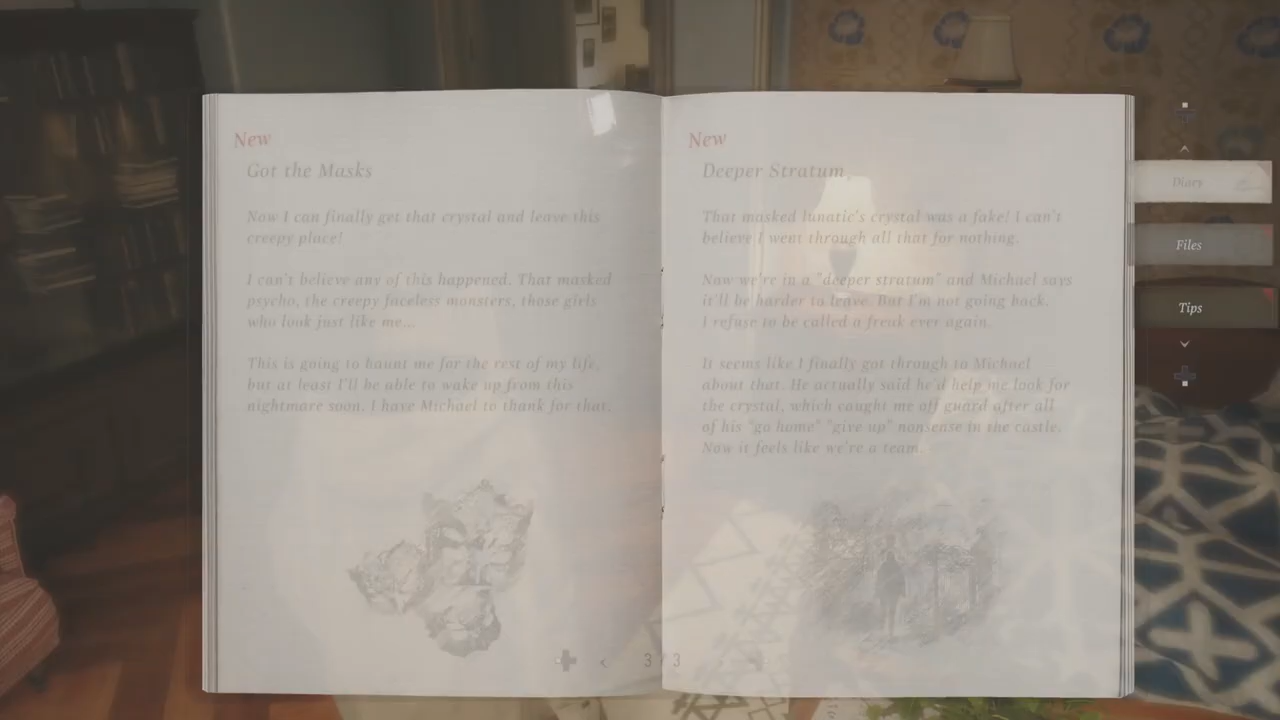 New
Got the Masks
Now I can finally get that crystal and leave this
creepy place!
I can't believe any of this happened. That masked
psycho, the creepy faceless monsters, those girls
who look just like me...
This is going to haunt me for the rest of my life,
but at least I'll be able to wake up from this
nightmare soon. I have Michael to thank for that.
New
Deeper Stratum
That masked lunatic's crystal was a fake! I can't
believe I went through all that for nothing.
Now we're in a "deeper stratum" and Michael says
it'll be harder to leave. But I'm not going back.
I refuse to be called a freak ever again.
It seems like I finally got through to Michael
about that. He actually said he'd help me look for
the crystal, which caught me off guard after all
of his "go home" "give up" nonsense in the castle.
Now it feels like we're a team.
3 / 3
Diary
Files
Tips